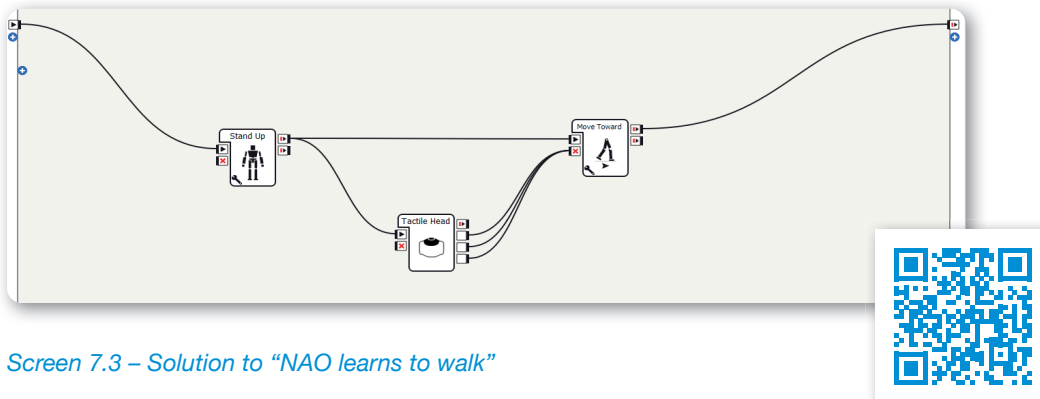 Stand Up
Move Toward
Tactile Head
Screen 7.3 – Solution to “NAO learns to walk”